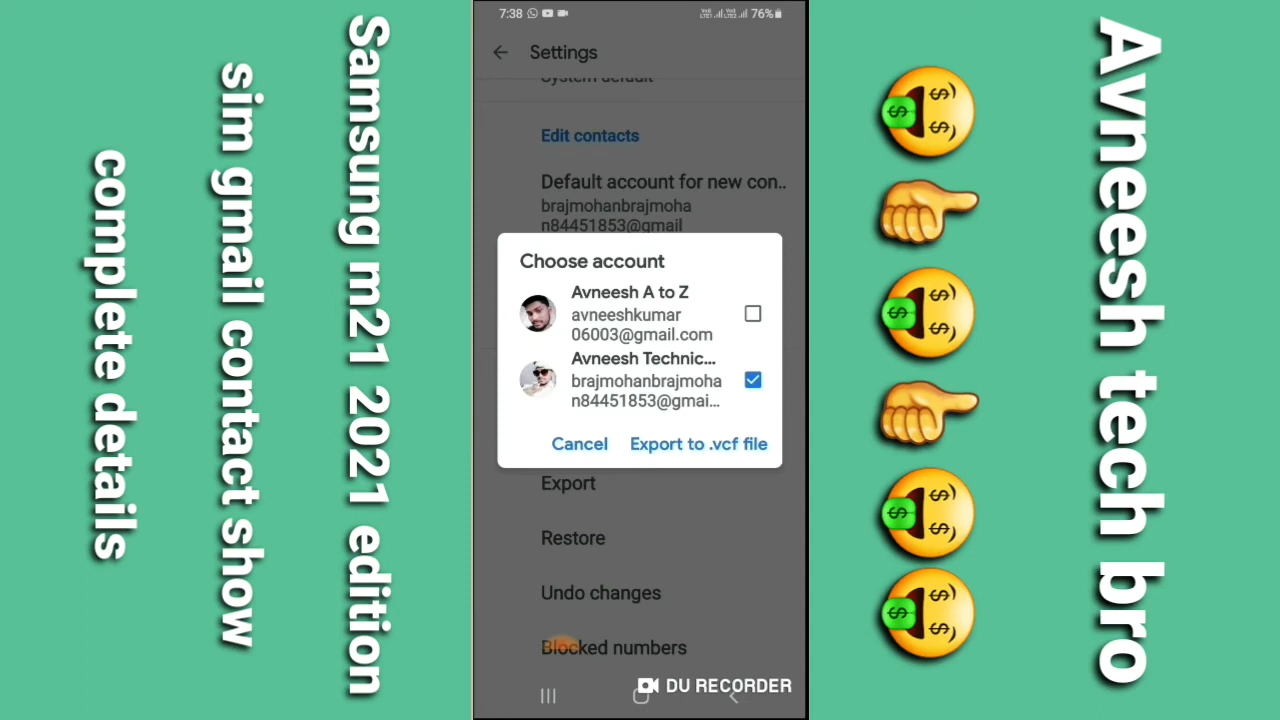 Samsung m21 2021 edition
sim gmail contact show
complete details
7:38
76%
Settings
System default
Edit contacts
Default account for new con..
brajmohanbrajmoha
n84451853@gmail
Choose account
Avneesh A to Z
avneeshkumar
06003@gmail.com
Avneesh Technic...
brajmohanbrajmoha
n84451853@gmai...
Cancel
Export to .vcf file
Export
Restore
Undo changes
Blocked numbers
DU RECORDER
Avneesh tech bro